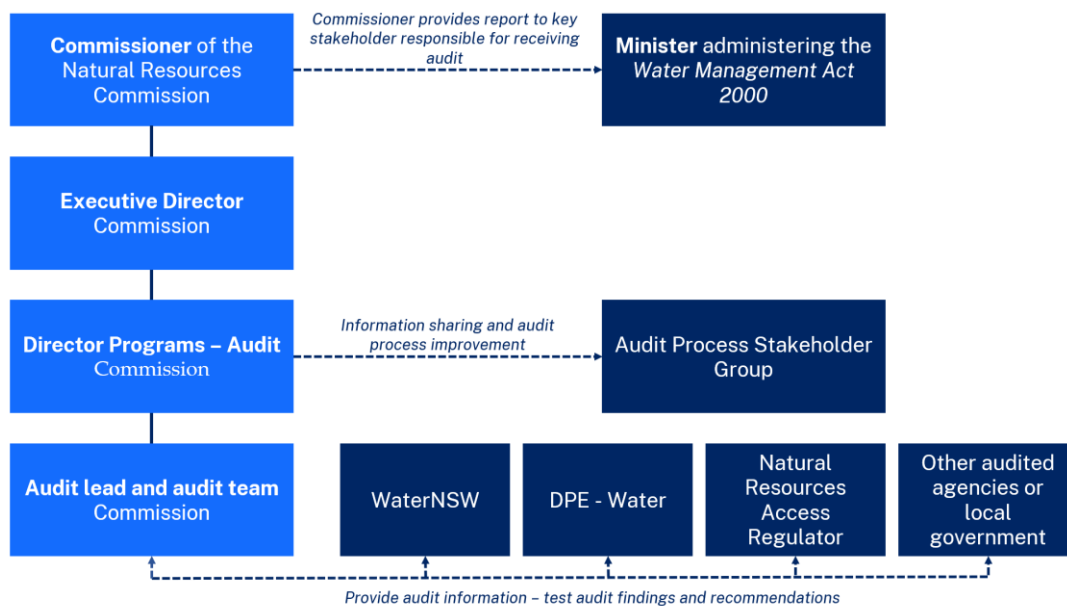 Commissioner of the
Natural Resources
Commission
Commissioner provides report to key
stakeholder responsible for receiving
audit
Minister administering the
Water Management Act
2000
Executive Director
Commission
Director Programs – Audit
Commission
Information sharing and audit
process improvement
Audit Process Stakeholder
Group
Audit lead and audit team
Commission
WaterNSW
DPE - Water
Natural
Resources
Access
Regulator
Other audited
agencies or
local
government
Provide audit information – test audit findings and recommendations